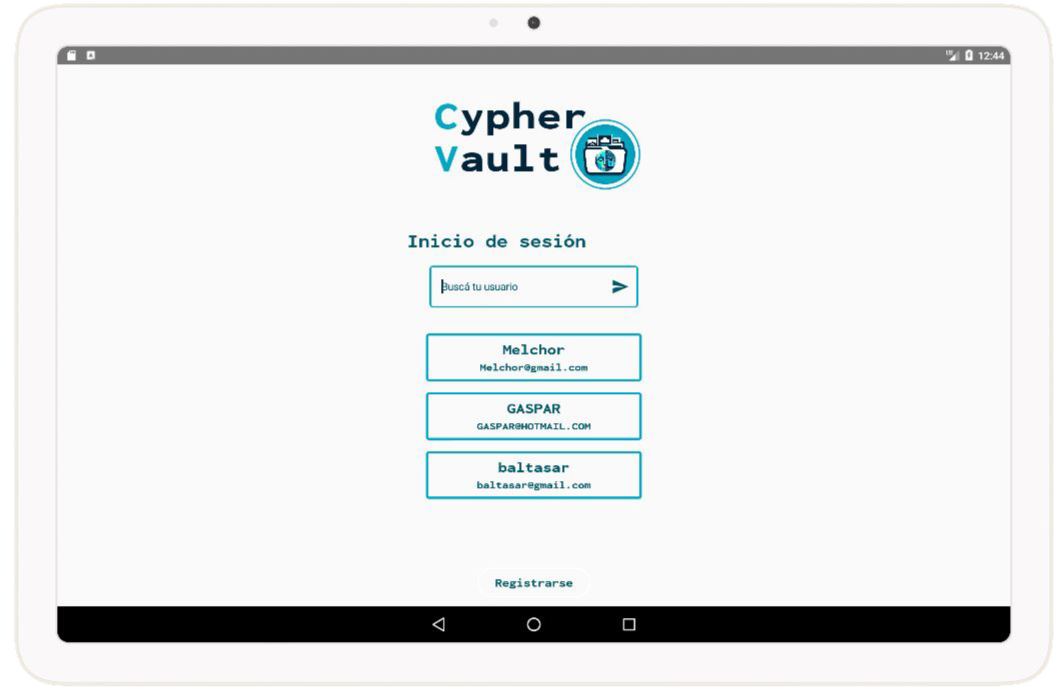 12:44
Cypher
Vault
Inicio de sesión
Buscá tu usuario
Melchor
Melchor@gmail.com
GASPAR
GASPAR@HOTMAIL.COM
baltasar
baltasar@gmail.com
Registrarse